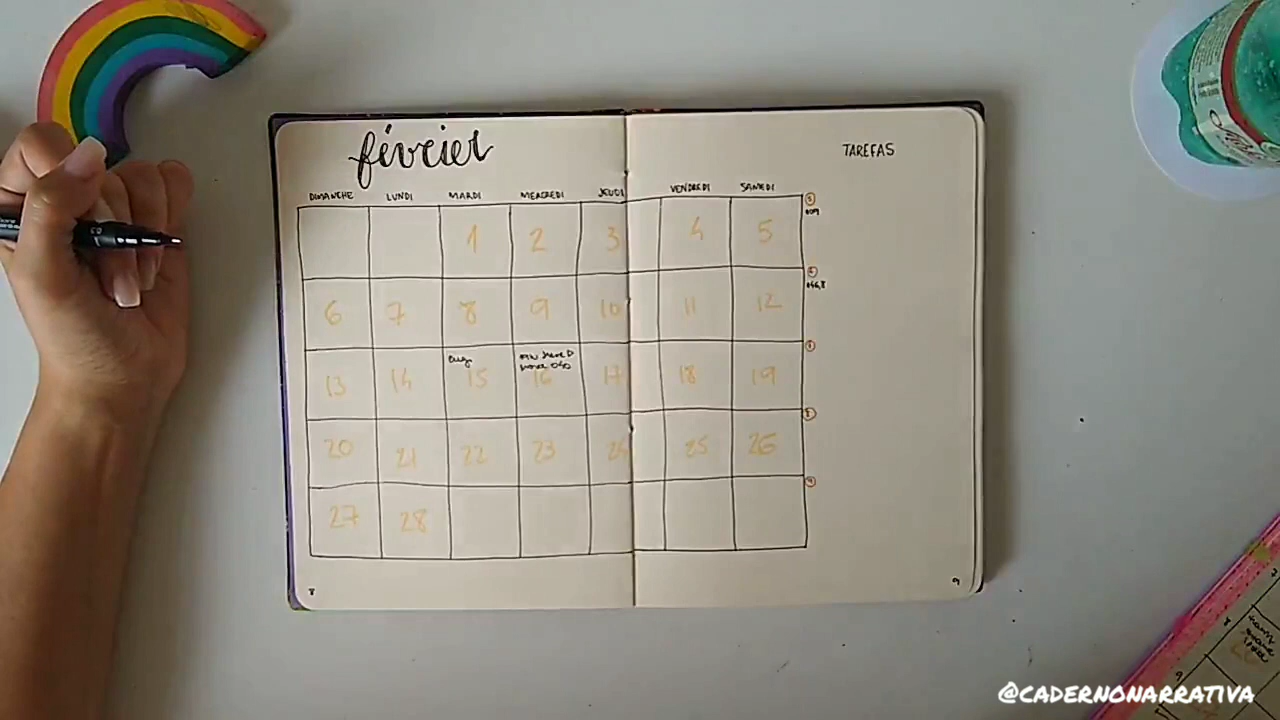 février
TAREFAS
DIMANCHE LUNDI MARDI MERCREDI JEUDI VENDREDI SAMEDI
1 2 3 4 5
6 7 8 9 10 11 12
13 14 15 16 17 18 19
20 21 22 23 24 25 26
27 28
8 9
@CADERNONARRATIVA